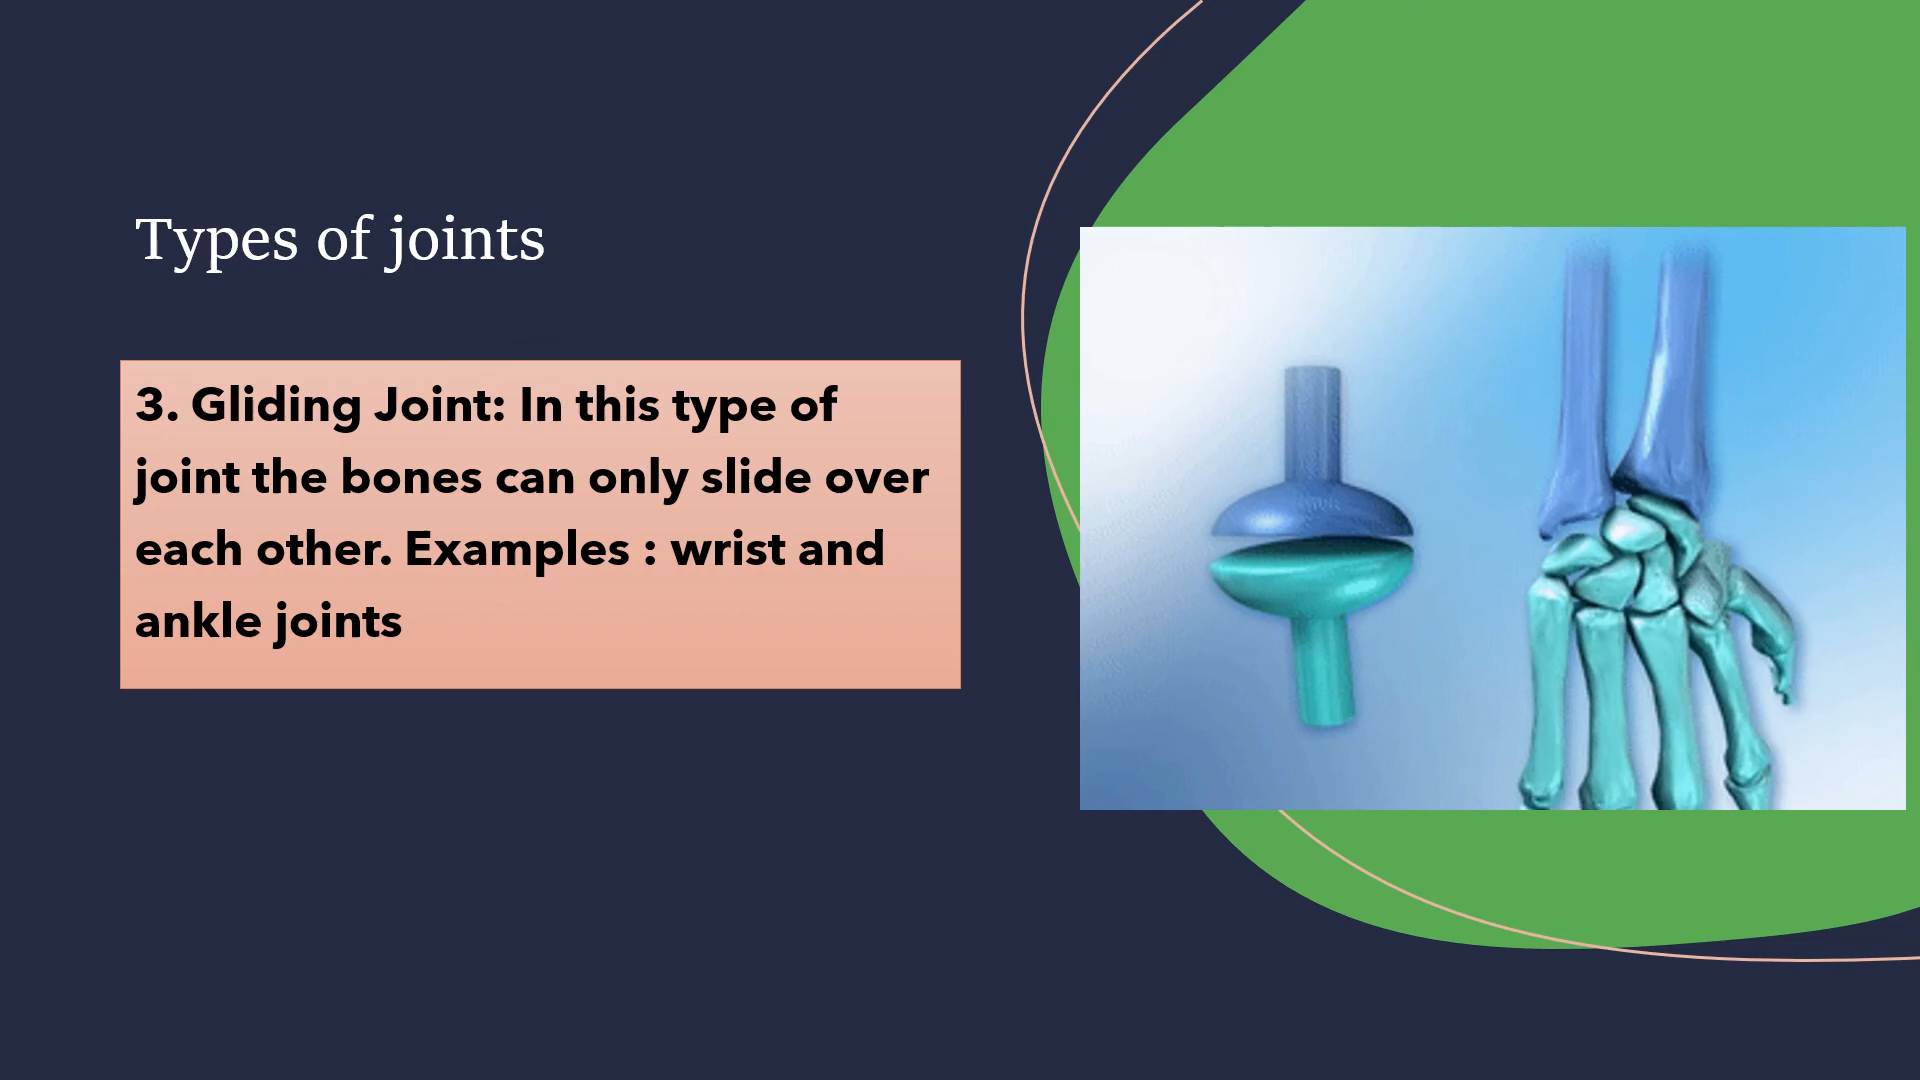 Types of joints
3. Gliding Joint: In this type of
joint the bones can only slide over
each other. Examples : wrist and
ankle joints